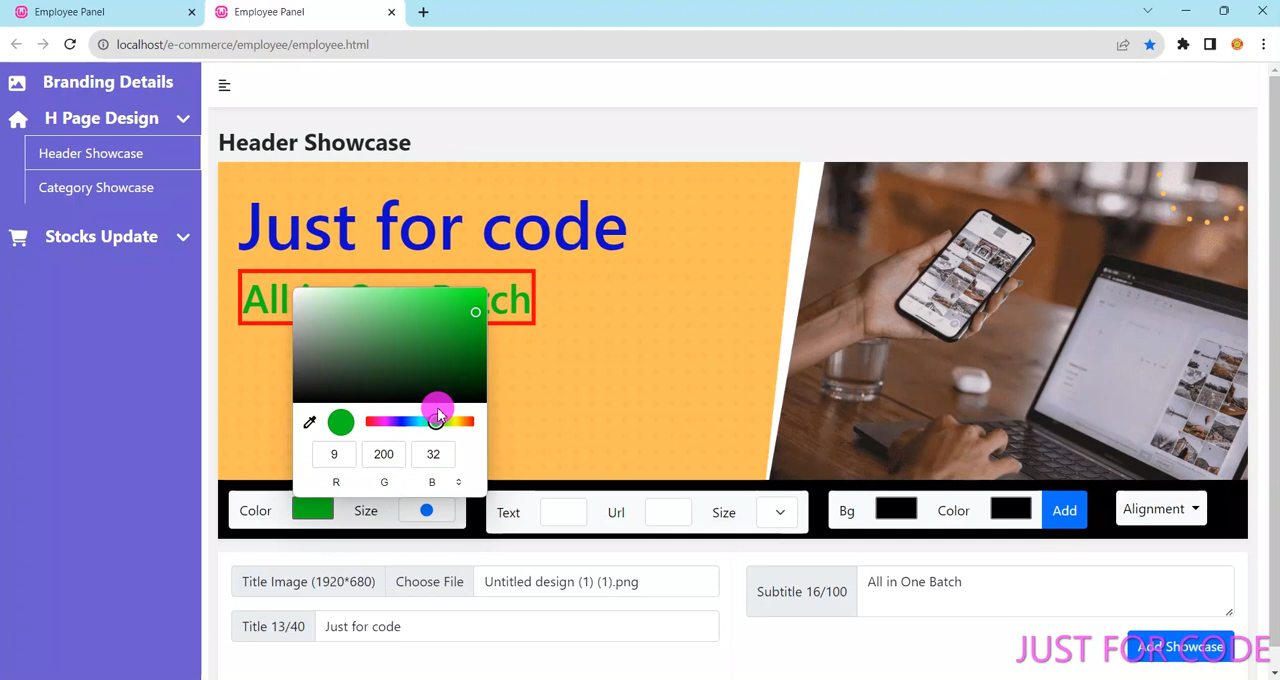 Employee Panel
Employee Panel
localhost/e-commerce/employee/employee.html
Branding Details
H Page Design
Header Showcase
Category Showcase
Stocks Update
Header Showcase
Just for code
All in One Batch
9
200
32
R
G
B
Color
Size
Text
Url
Size
Bg
Color
Add
Alignment
Title Image (1920*680)
Choose File
Untitled design (1) (1).png
Subtitle 16/100
All in One Batch
Title 13/40
Just for code
Add Showcase
JUST FOR CODE